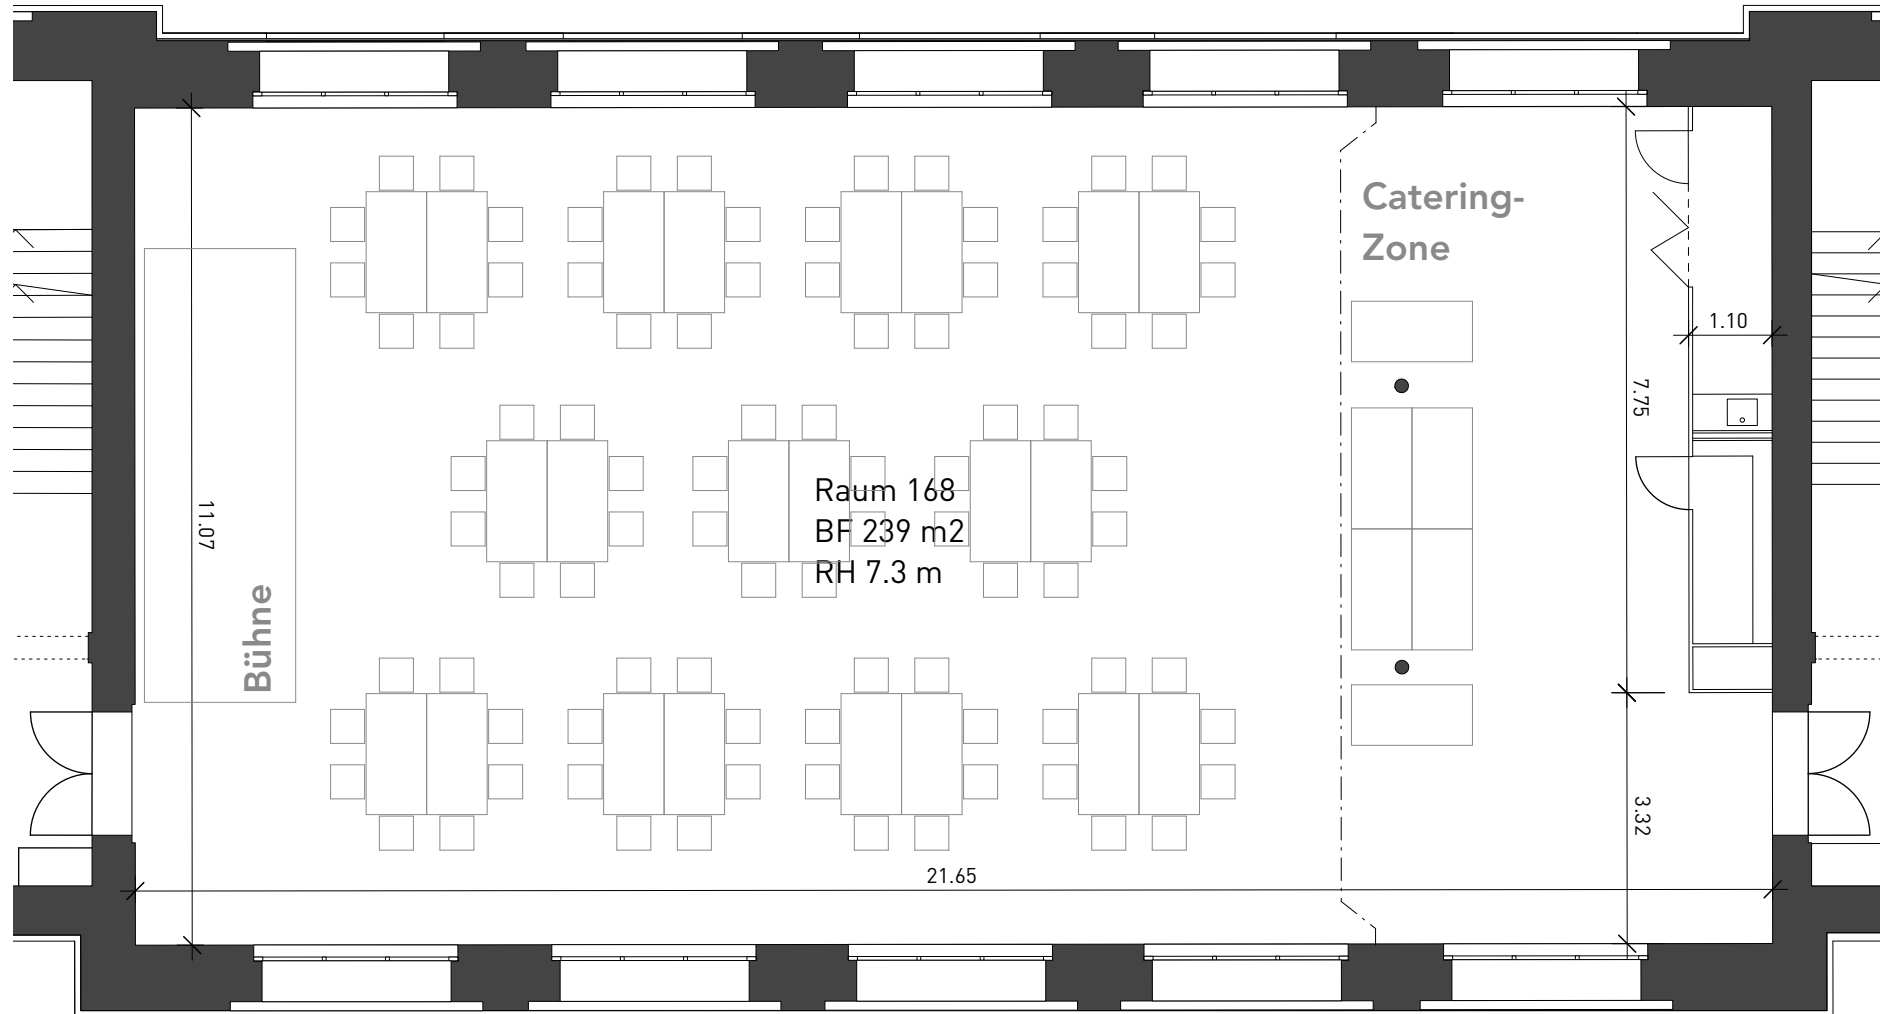 Catering-
Zone
1.10
7.75
Raum 168
BF 239 m2
RH 7.3 m
11.07
Bühne
3.32
21.65